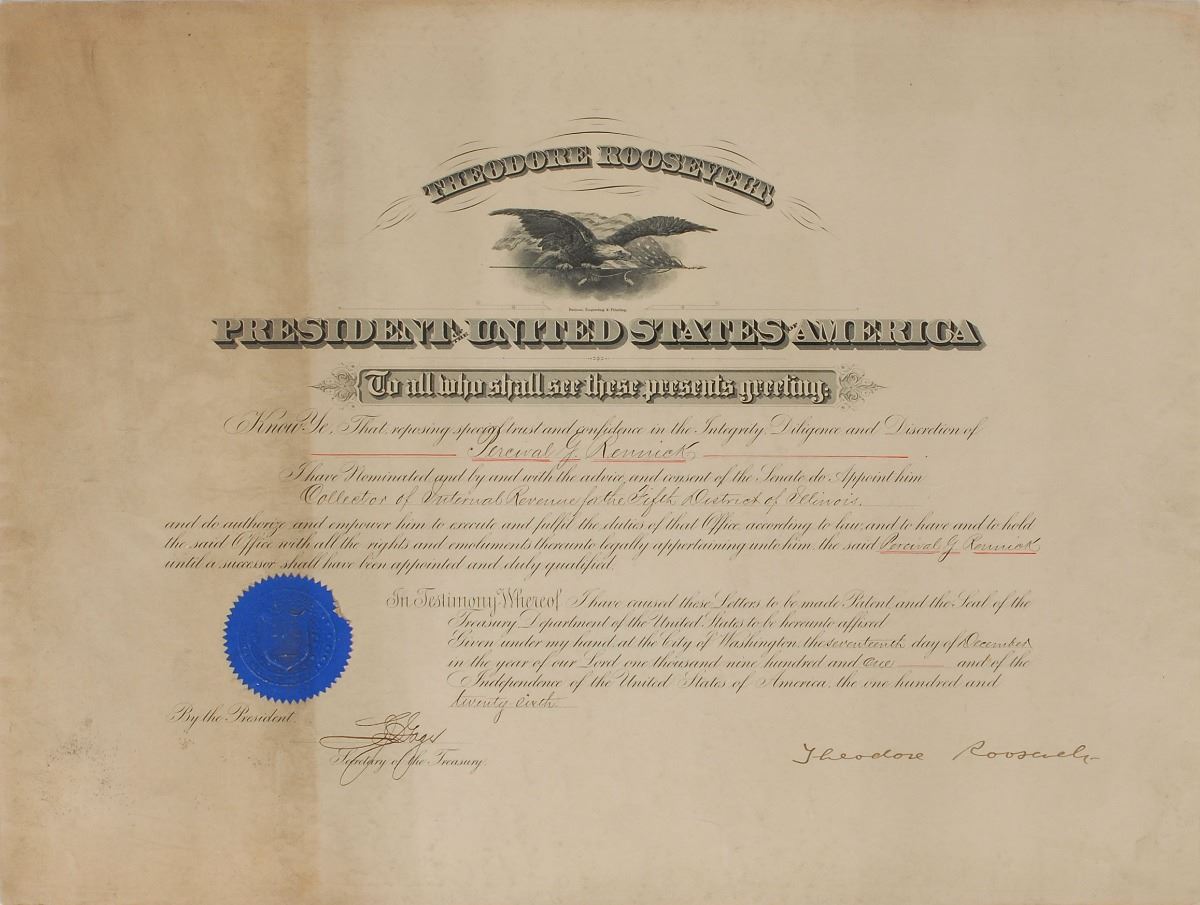 THEODORE ROOSEVELT,
Bureau, Engraving & Printing.
PRESIDENT OF THE UNITED STATES OF AMERICA
To all who shall see these presents greeting:
Know Ye, That reposing special trust and confidence in the Integrity, Diligence and Discretion of
Percival G. Rennick
I have Nominated and by and with the advice and consent of the Senate do Appoint him
Collector of Internal Revenue for the Fifth District of Illinois,
and do authorize and empower him to execute and fulfil the duties of that Office according to law, and to have and to hold
the said Office with all the rights and emoluments thereunto legally appertaining unto him, the said Percival G. Rennick
until a successor shall have been appointed and duly qualified.
In Testimony Whereof I have caused these Letters to be made Patent and the Seal of the
Treasury Department of the United States to be hereunto affixed
Given under my hand, at the City of Washington, the seventeenth day of December
in the year of our Lord one thousand nine hundred and one and of the
Independence of the United States of America, the one hundred and
twenty sixth.
By the President:
L J Gage
Secretary of the Treasury.
Theodore Roosevelt